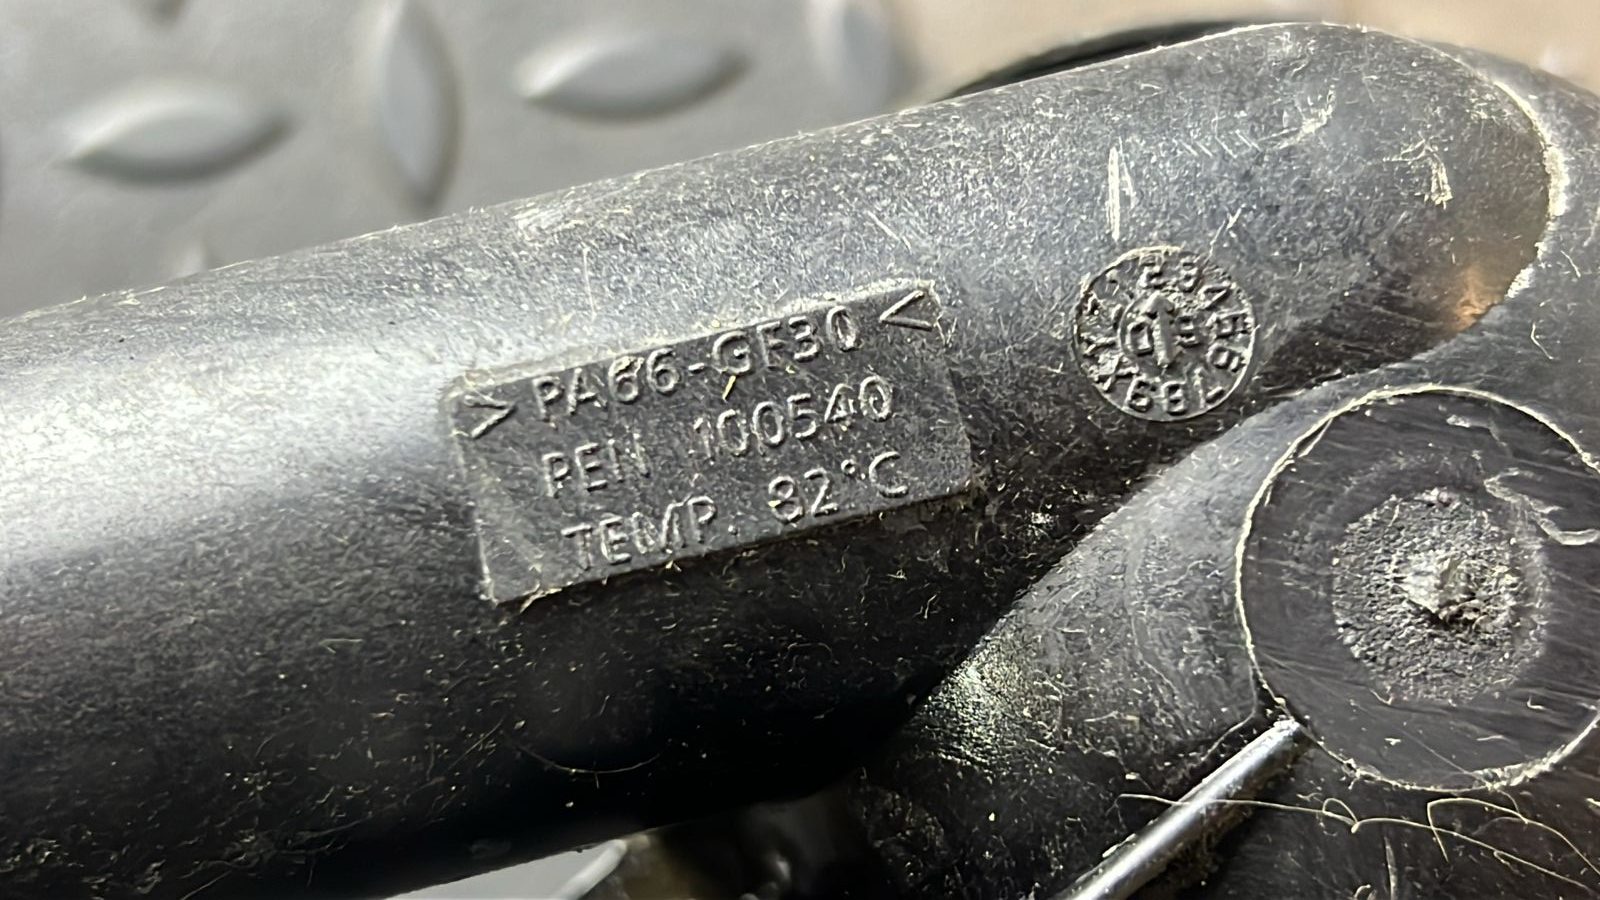 >PA66-GF30<
PEN 100540
TEMP. 82°C